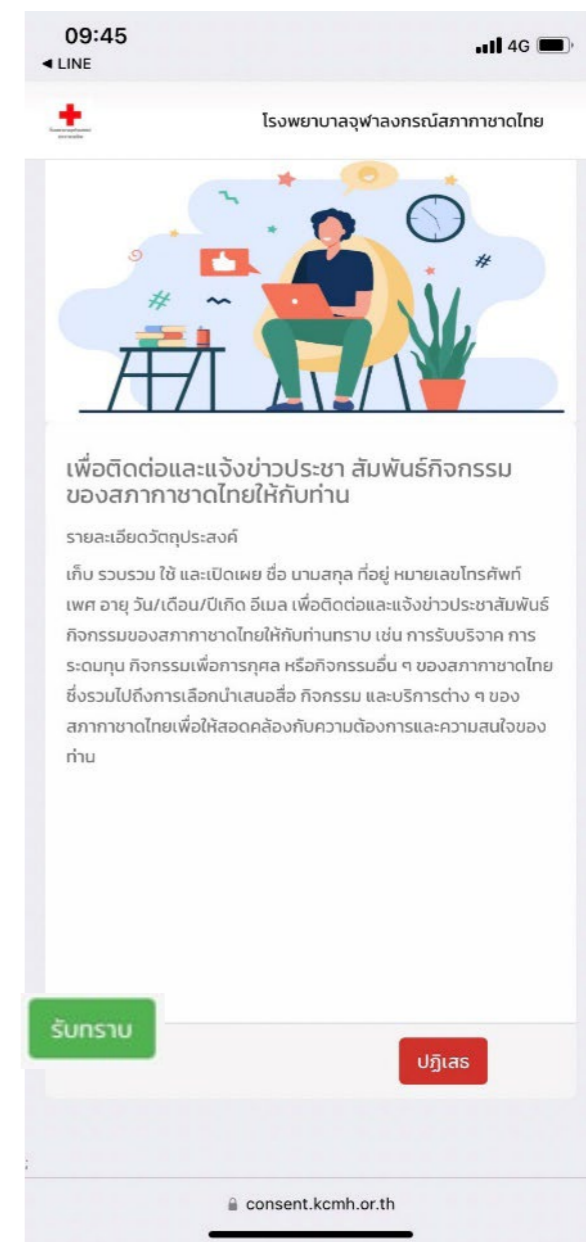 09:45
4G
◀ LINE
โรงพยาบาลจุฬาลงกรณ์สภากาชาดไทย
#
#
เพื่อติดต่อและแจ้งข่าวประชา สัมพันธ์กิจกรรม
ของสภากาชาดไทยให้กับท่าน
รายละเอียดวัตถุประสงค์
เก็บ รวบรวม ใช้ และเปิดเผย ชื่อ นามสกุล ที่อยู่ หมายเลขโทรศัพท์
เพศ อายุ วัน/เดือน/ปีเกิด อีเมล เพื่อติดต่อและแจ้งข่าวประชาสัมพันธ์
กิจกรรมของสภากาชาดไทยให้กับท่านทราบ เช่น การรับบริจาค การ
ระดมทุน กิจกรรมเพื่อการกุศล หรือกิจกรรมอื่น ๆ ของสภากาชาดไทย
ซึ่งรวมไปถึงการเลือกนำเสนอสื่อ กิจกรรม และบริการต่าง ๆ ของ
สภากาชาดไทยเพื่อให้สอดคล้องกับความต้องการและความสนใจของ
ท่าน
รับทราบ
ปฏิเสธ
consent.kcmh.or.th